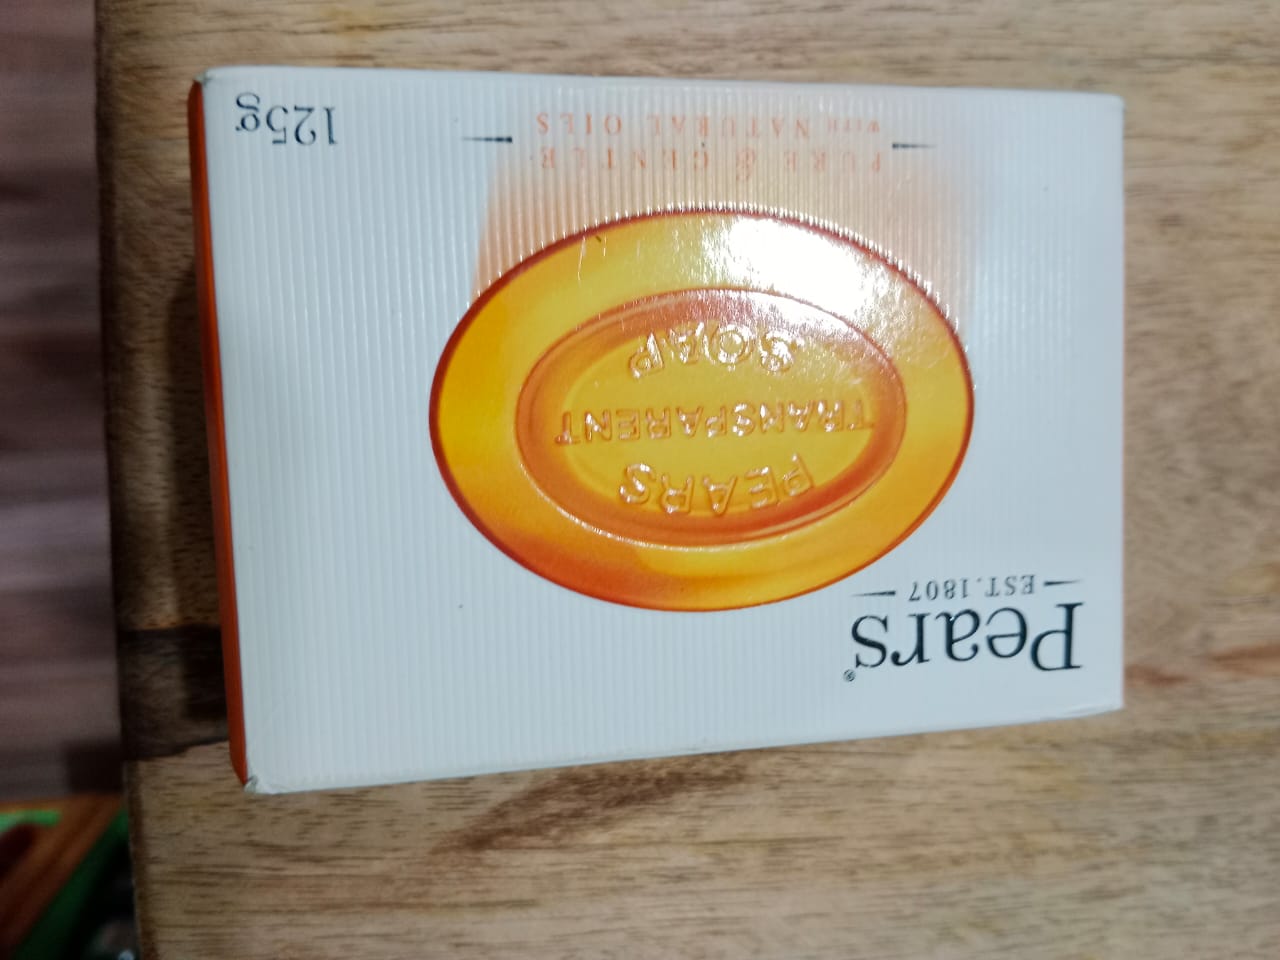 Pears®
EST. 1807
PEARS
TRANSPARENT
SOAP
PURE & GENTLE
WITH NATURAL OILS
125g